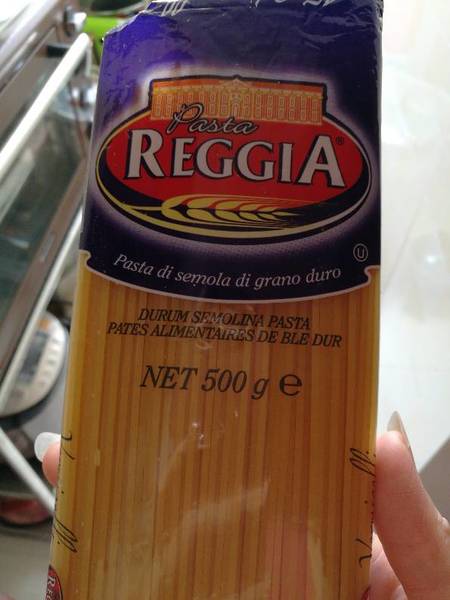 Pasta
REGGIA®
Pasta di semola di grano duro
U
DURUM SEMOLINA PASTA
PATES ALIMENTAIRES DE BLE DUR
NET 500 g e